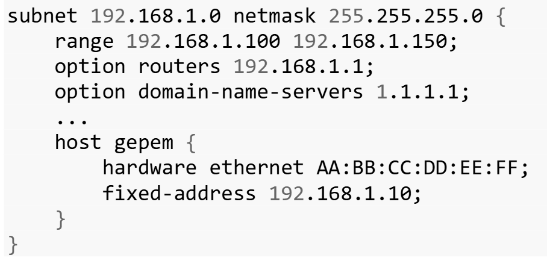 subnet 192.168.1.0 netmask 255.255.255.0 {
    range 192.168.1.100 192.168.1.150;
    option routers 192.168.1.1;
    option domain-name-servers 1.1.1.1;
    ...
    host gepem {
        hardware ethernet AA:BB:CC:DD:EE:FF;
        fixed-address 192.168.1.10;
    }
}